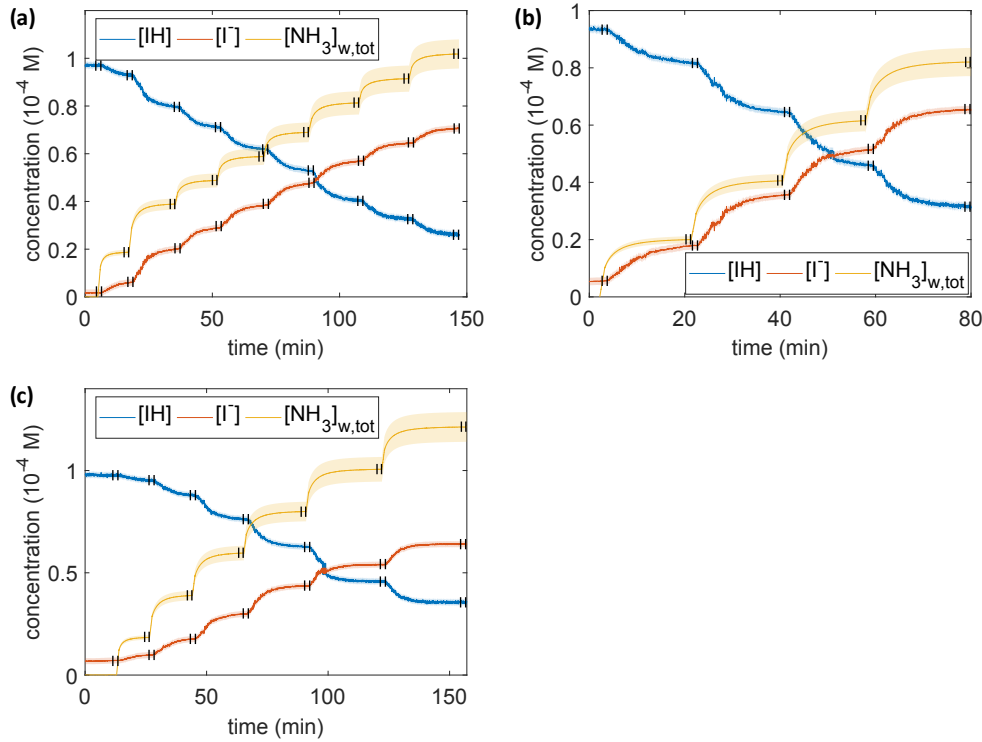 (a)
[IH] [I⁻] [NH₃]w,tot
concentration (10⁻⁴ M)
1
0.8
0.6
0.4
0.2
0
0 50 100 150
time (min)
(b)
concentration (10⁻⁴ M)
1
0.8
0.6
0.4
0.2
0
[IH] [I⁻] [NH₃]w,tot
0 20 40 60 80
time (min)
(c)
[IH] [I⁻] [NH₃]w,tot
concentration (10⁻⁴ M)
1
0.5
0
0 50 100 150
time (min)